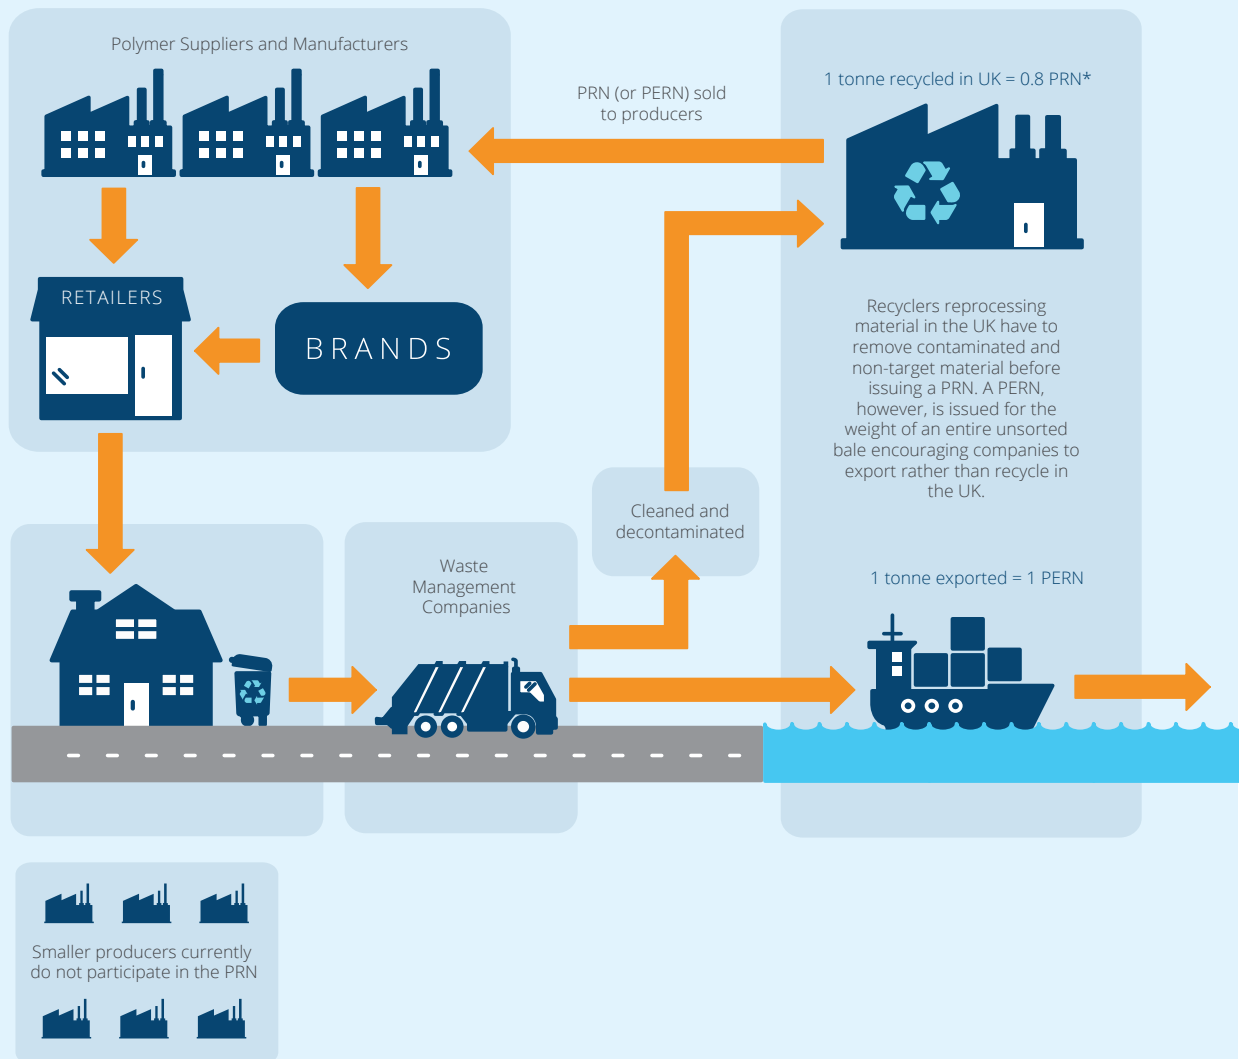 Polymer Suppliers and Manufacturers
PRN (or PERN) sold
to producers
1 tonne recycled in UK = 0.8 PRN*
RETAILERS
BRANDS
Recyclers reprocessing
material in the UK have to
remove contaminated and
non-target material before
issuing a PRN. A PERN,
however, is issued for the
weight of an entire unsorted
bale encouraging companies to
export rather than recycle in
the UK.
Cleaned and
decontaminated
Waste
Management
Companies
1 tonne exported = 1 PERN
Smaller producers currently
do not participate in the PRN